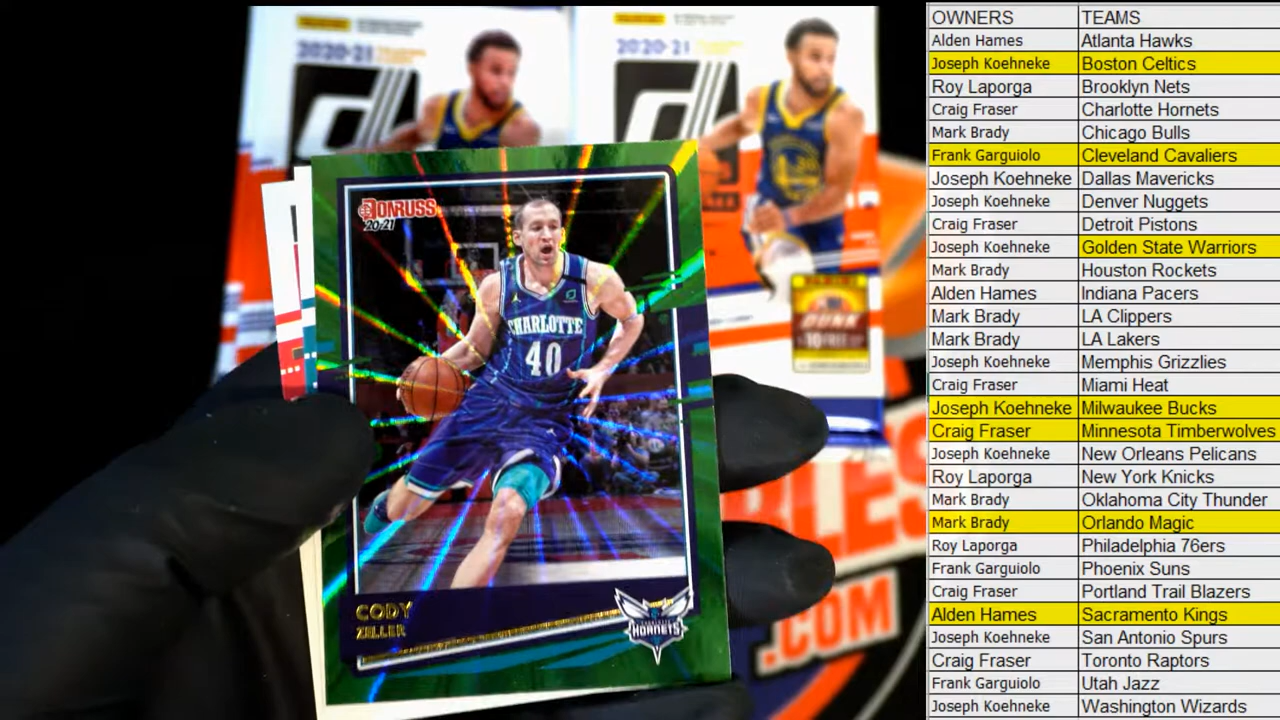 2020-21
2020-21
DONRUSS
20-21
CHARLOTTE
40
CODY
ZELLER
HORNETS
BLES
.COM
OWNERS TEAMS
Alden Hames Atlanta Hawks
Joseph Koehneke Boston Celtics
Roy Laporga Brooklyn Nets
Craig Fraser Charlotte Hornets
Mark Brady Chicago Bulls
Frank Garguiolo Cleveland Cavaliers
Joseph Koehneke Dallas Mavericks
Joseph Koehneke Denver Nuggets
Craig Fraser Detroit Pistons
Joseph Koehneke Golden State Warriors
Mark Brady Houston Rockets
Alden Hames Indiana Pacers
Mark Brady LA Clippers
Mark Brady LA Lakers
Joseph Koehneke Memphis Grizzlies
Craig Fraser Miami Heat
Joseph Koehneke Milwaukee Bucks
Craig Fraser Minnesota Timberwolves
Joseph Koehneke New Orleans Pelicans
Roy Laporga New York Knicks
Mark Brady Oklahoma City Thunder
Mark Brady Orlando Magic
Roy Laporga Philadelphia 76ers
Frank Garguiolo Phoenix Suns
Craig Fraser Portland Trail Blazers
Alden Hames Sacramento Kings
Joseph Koehneke San Antonio Spurs
Craig Fraser Toronto Raptors
Frank Garguiolo Utah Jazz
Joseph Koehneke Washington Wizards